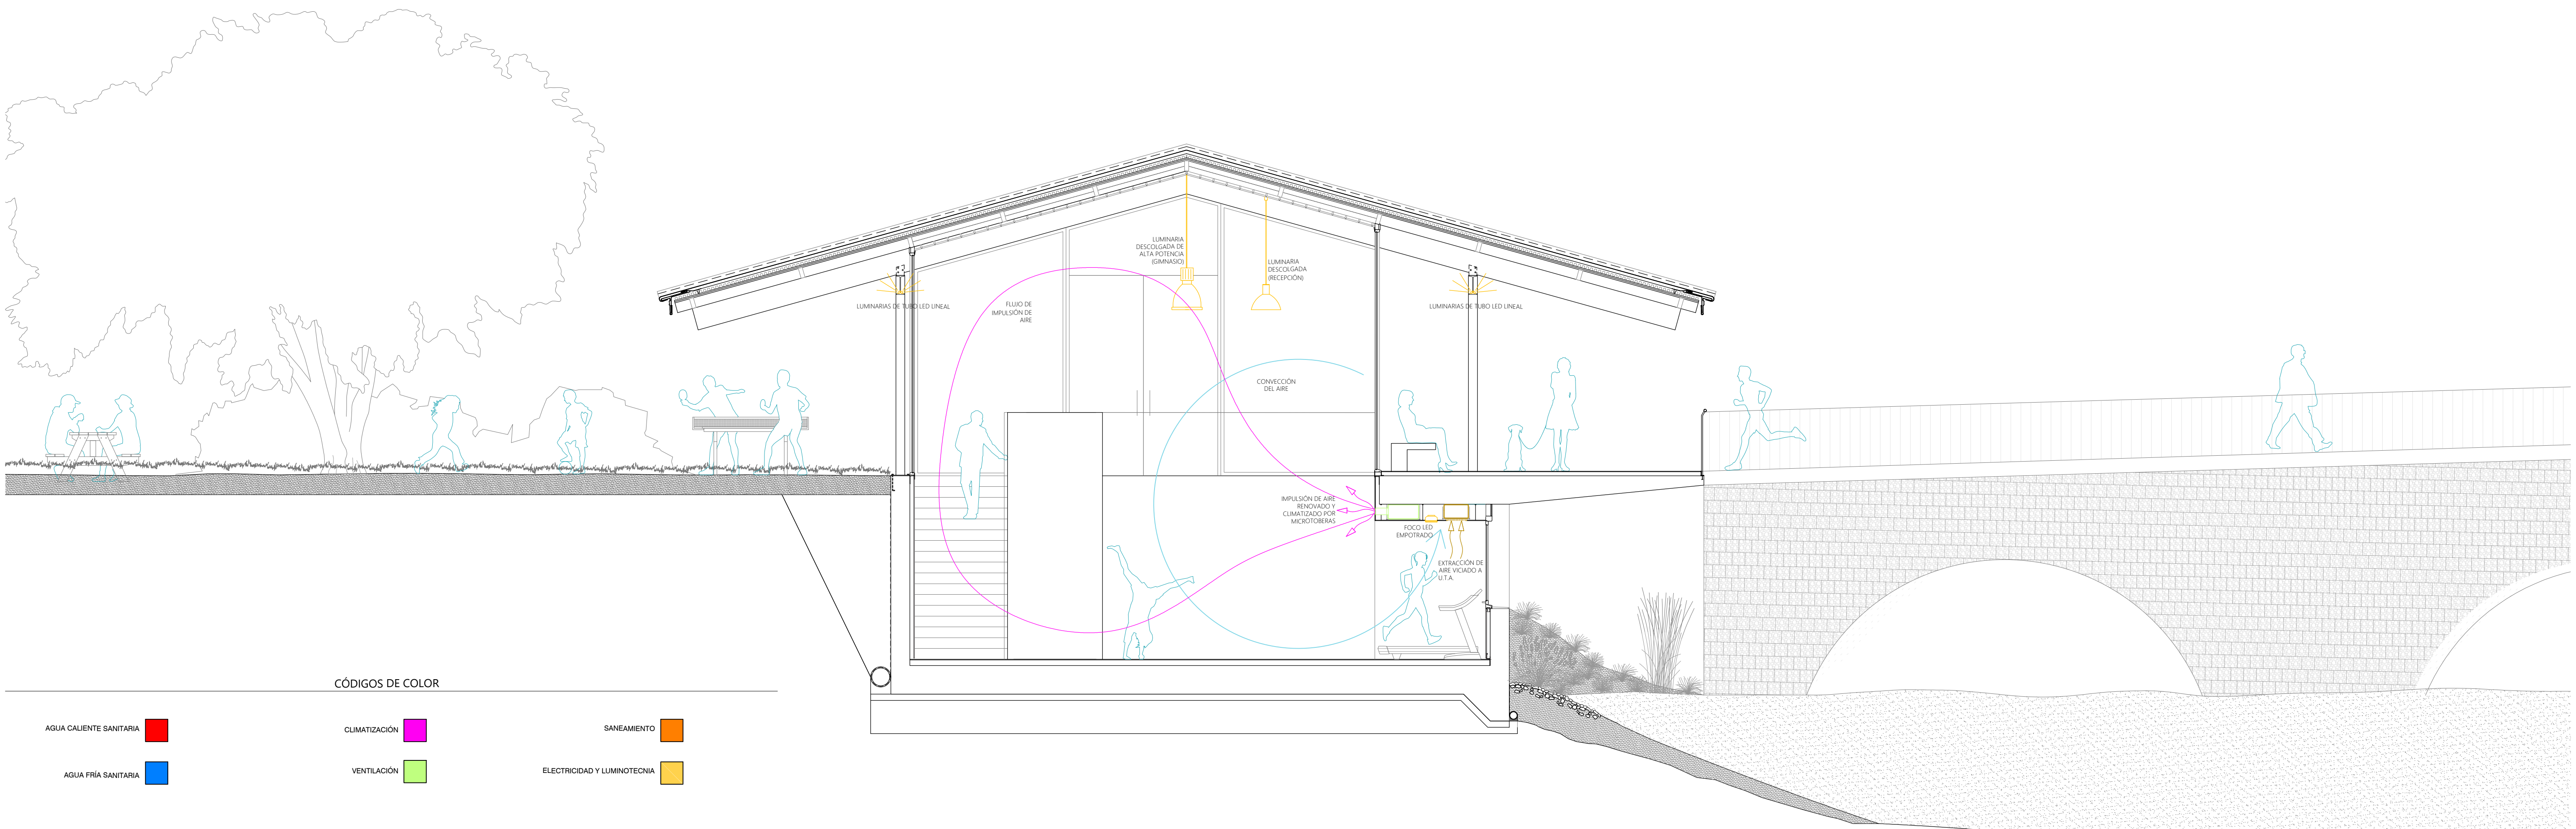 LUMINARIA
DESCOLGADA DE
ALTA POTENCIA
(GIMNASIO)
LUMINARIA
DESCOLGADA
(RECEPCIÓN)
FLUJO DE
IMPULSIÓN DE
AIRE
LUMINARIAS DE TUBO LED LINEAL
LUMINARIAS DE TUBO LED LINEAL
CONVECCIÓN
DEL AIRE
IMPULSIÓN DE AIRE
RENOVADO Y
CLIMATIZADO POR
MICROTOBERAS
FOCO LED
EMPOTRADO
EXTRACCIÓN DE
AIRE VICIADO A
U.T.A.
CÓDIGOS DE COLOR
AGUA CALIENTE SANITARIA
CLIMATIZACIÓN
SANEAMIENTO
AGUA FRÍA SANITARIA
VENTILACIÓN
ELECTRICIDAD Y LUMINOTECNIA